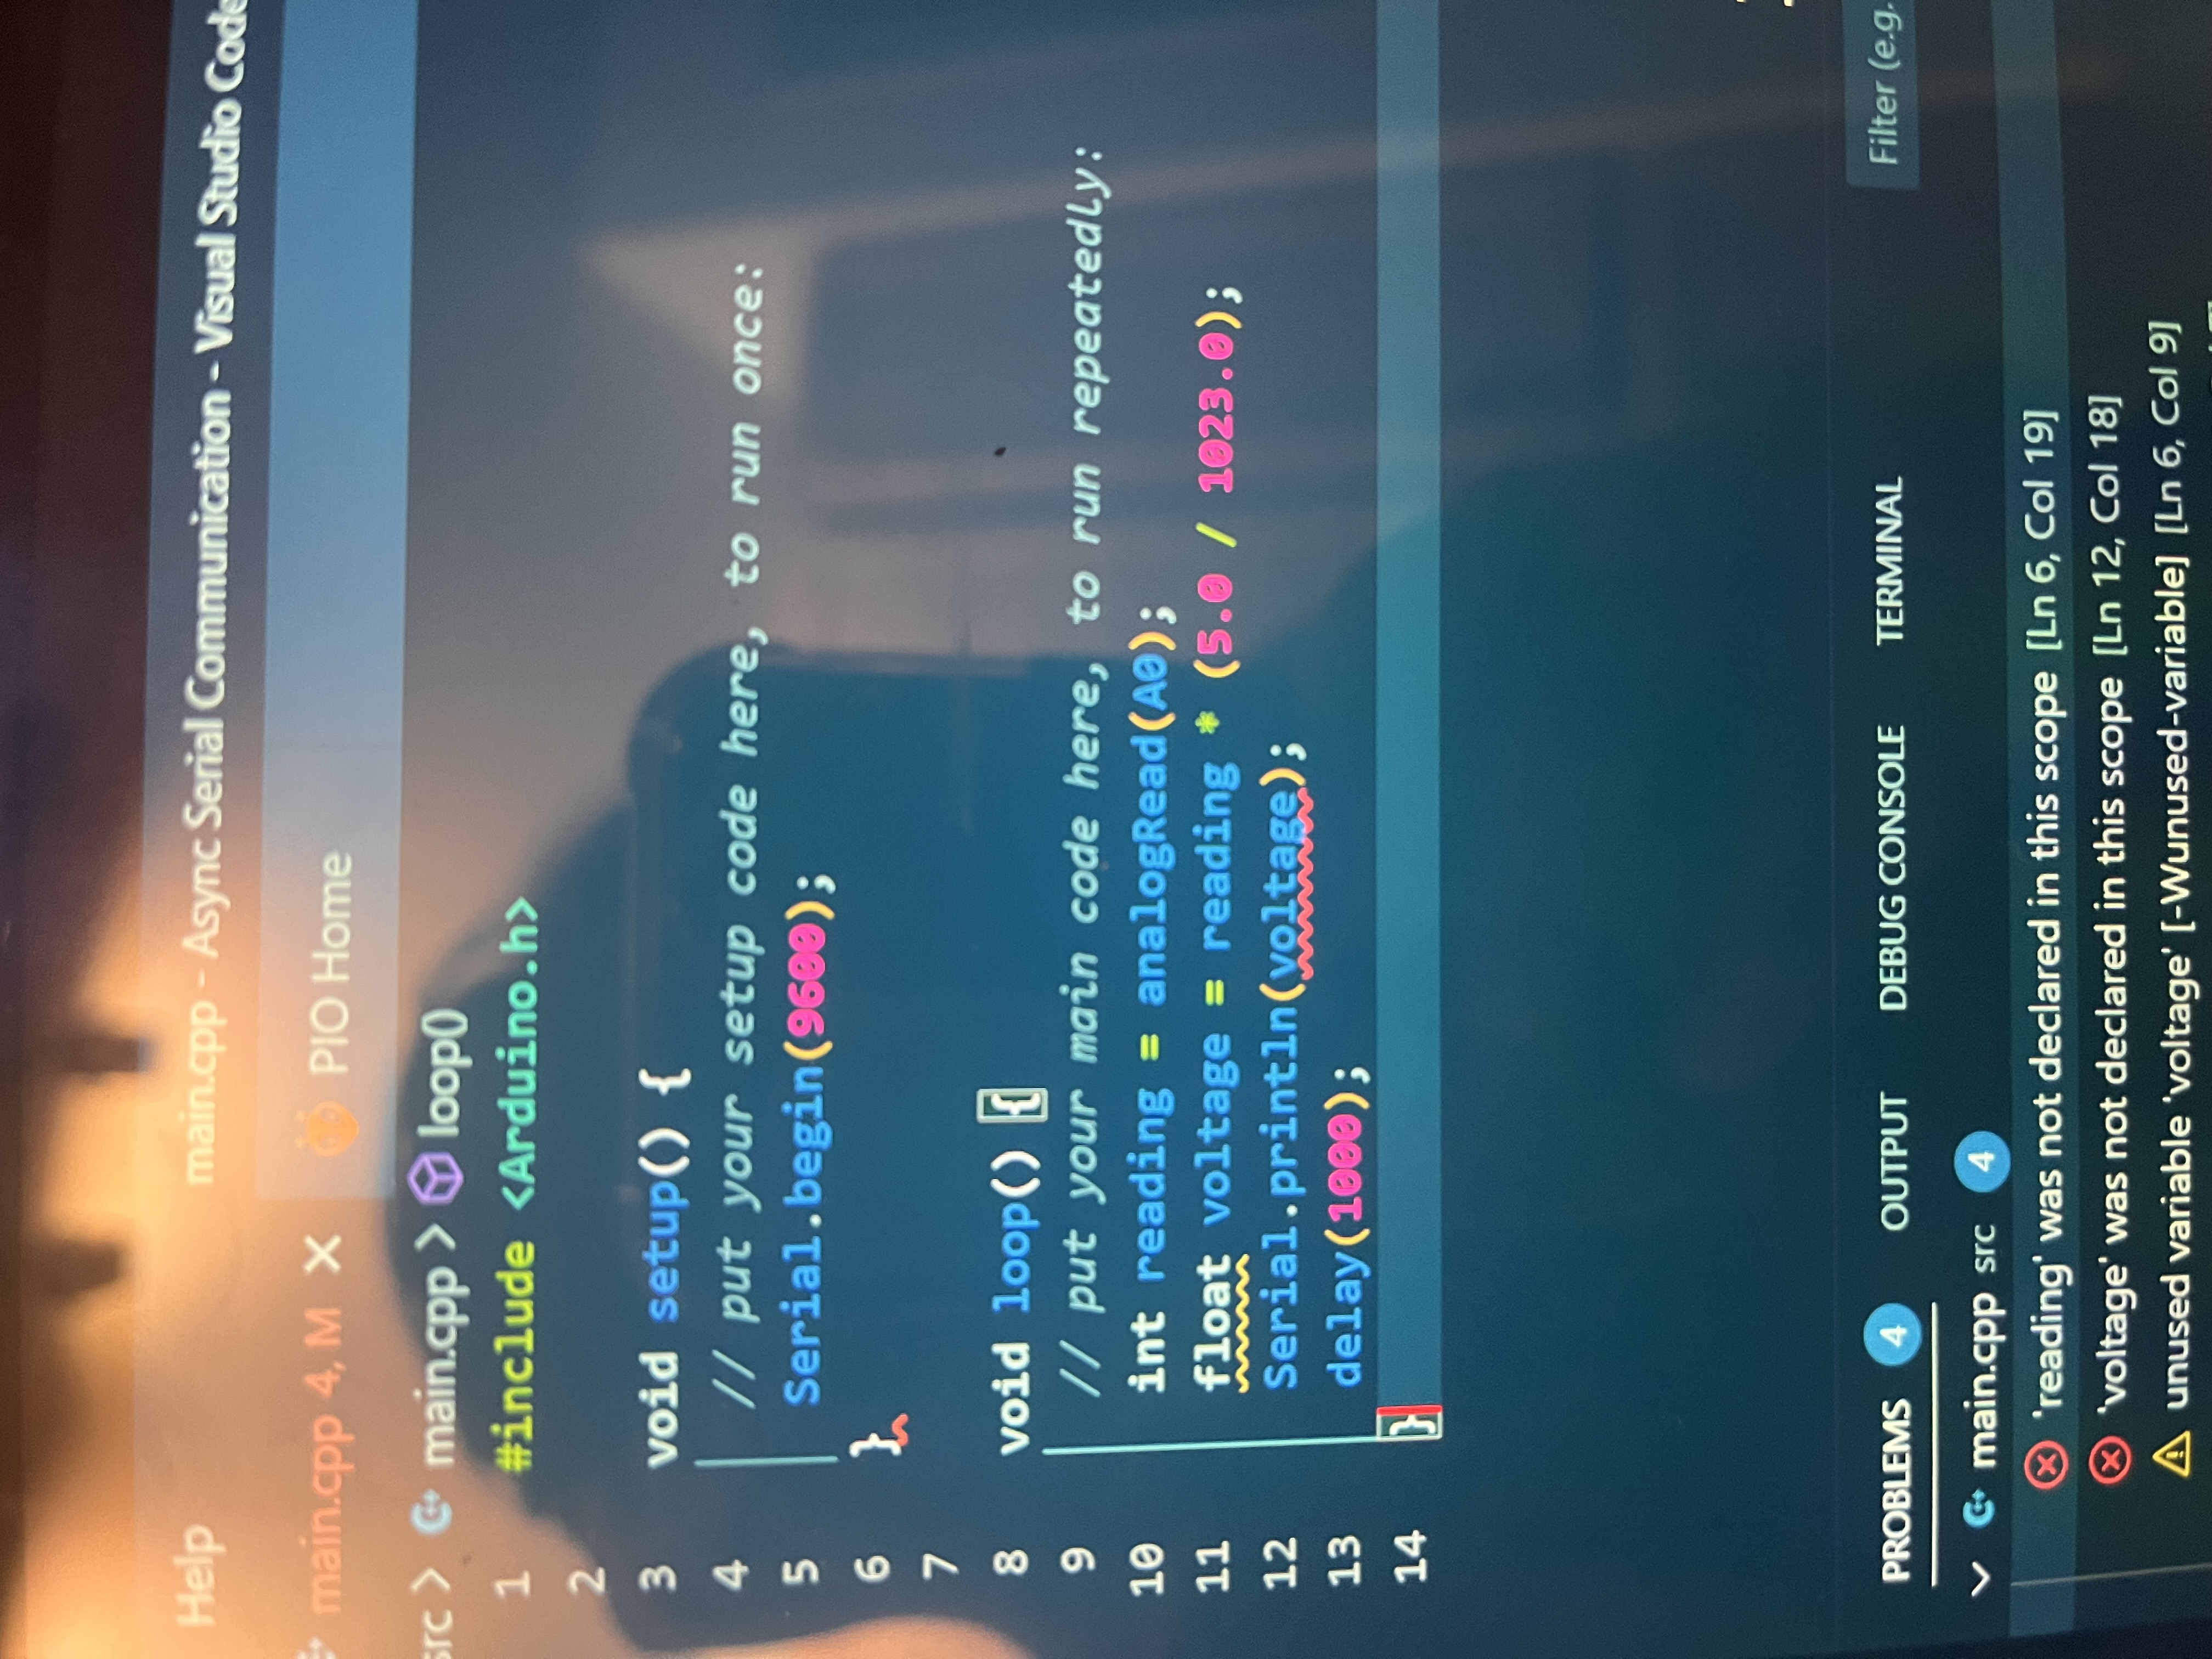 Help main.cpp - Async Serial Communication - Visual Studio Code
main.cpp 4, M PIO Home
src > main.cpp > loop()
1 #include <Arduino.h>
2
3 void setup() {
4 // put your setup code here, to run once:
5 Serial.begin(9600);
6 }
7
8 void loop() {
9 // put your main code here, to run repeatedly:
10 int reading = analogRead(A0);
11 float voltage = reading * (5.0 / 1023.0);
12 Serial.println(voltage);
13 delay(1000);
14 }
PROBLEMS 4 OUTPUT DEBUG CONSOLE TERMINAL Filter (e.g.
main.cpp src 4
'reading' was not declared in this scope [Ln 6, Col 19]
'voltage' was not declared in this scope [Ln 12, Col 18]
unused variable 'voltage' [-Wunused-variable] [Ln 6, Col 9]